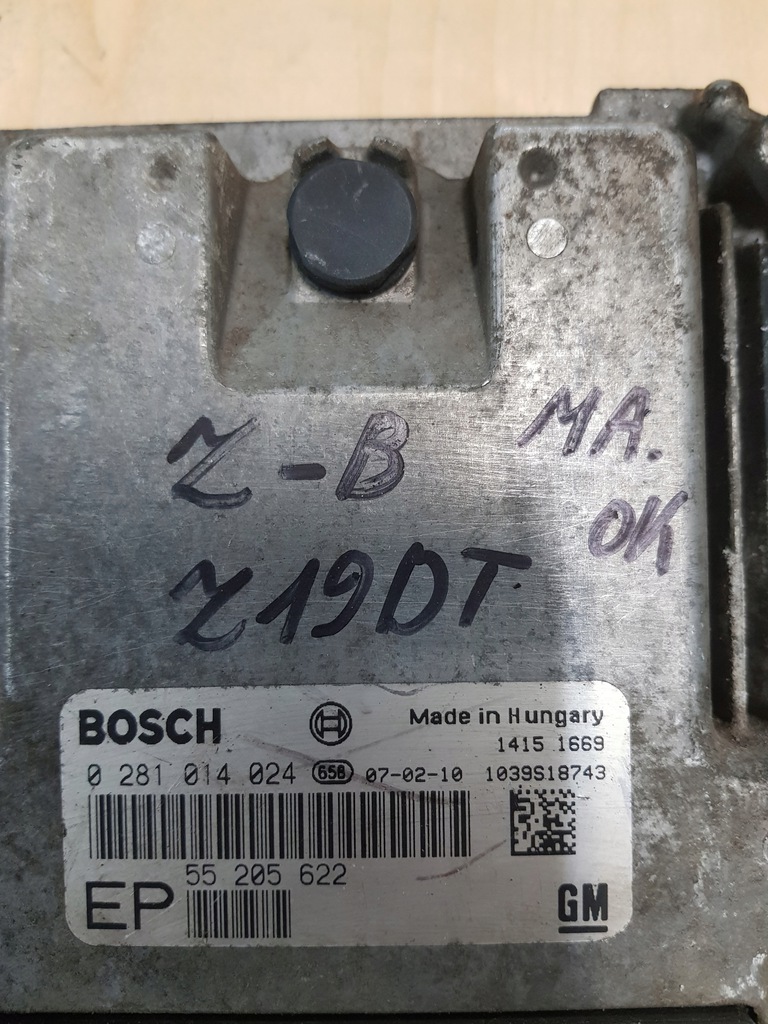 Z-B
MA.
OK
Z19DT
BOSCH
Made in Hungary
1415 1669
0 281 014 024 658 07-02-10 1039S18743
55 205 622
EP
GM